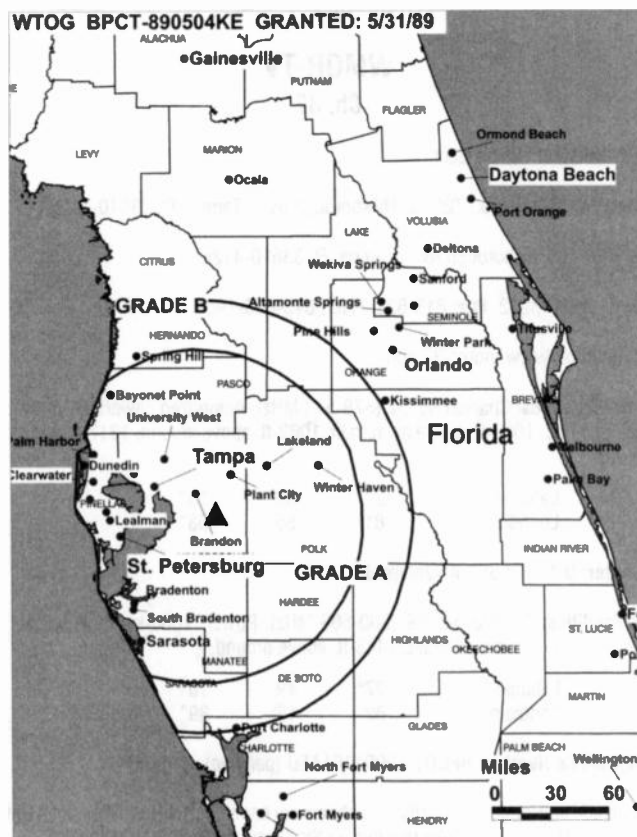 WTOG BPCT-890504KE GRANTED: 5/31/89
ALACHUA
Gainesville
PUTNAM
FLAGLER
LEVY
MARION
Ormond Beach
Ocala
Daytona Beach
VOLUSIA
Port Orange
LAKE
Deltona
CITRUS
Wekiva Springs
Sanford
GRADE B
Altamonte Springs
SEMINOLE
HERNANDO
Pine Hills
Winter Park
Titusville
Spring Hill
Orlando
PASCO
ORANGE
Bayonet Point
Kissimmee
BREV
University West
Florida
Palm Harbor
Lakeland
Melbourne
Dunedin
Tampa
Clearwater
Plant City
Winter Haven
Palm Bay
PINELLAS
Lealman
Brandon
POLK
INDIAN RIVER
St. Petersburg
GRADE A
Bradenton
HARDEE
South Bradenton
ST. LUCIE
Sarasota
HIGHLANDS
MANATEE
OKEECHOBEE
SARASOTA
DE SOTO
MARTIN
Port Charlotte
GLADES
CHARLOTTE
PALM BEACH
North Fort Myers
Miles
Wellington
0 30 60
Fort Myers
HENDRY